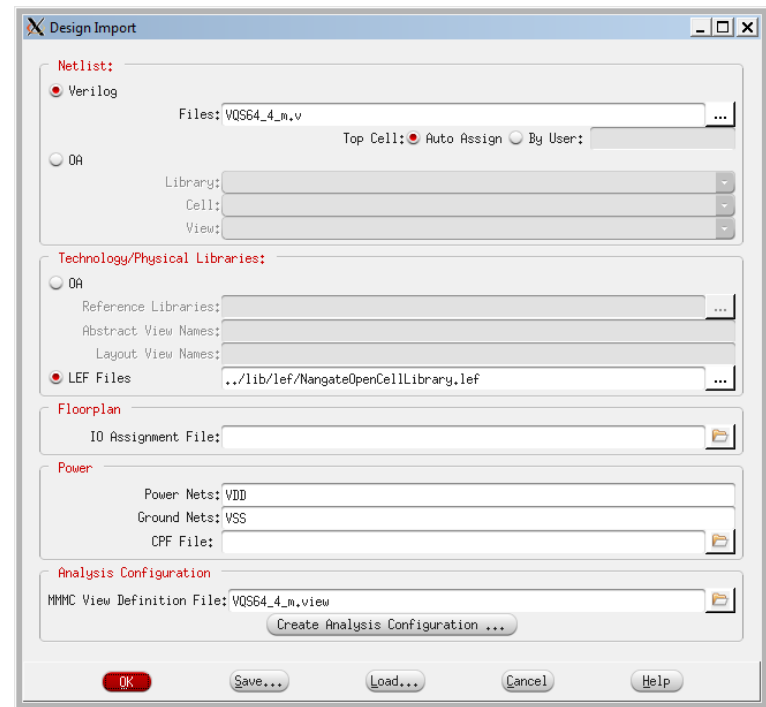 Design Import
Netlist:
Verilog
Files: VQS64_4_m.v ...
Top Cell: Auto Assign By User:
OA
Library:
Cell:
View:
Technology/Physical Libraries:
OA
Reference Libraries: ...
Abstract View Names:
Layout View Names:
LEF Files ../lib/lef/NangateOpenCellLibrary.lef ...
Floorplan
IO Assignment File:
Power
Power Nets: VDD
Ground Nets: VSS
CPF File:
Analysis Configuration
MMMC View Definition File: VQS64_4_m.view
Create Analysis Configuration ...
OK Save... Load... Cancel Help